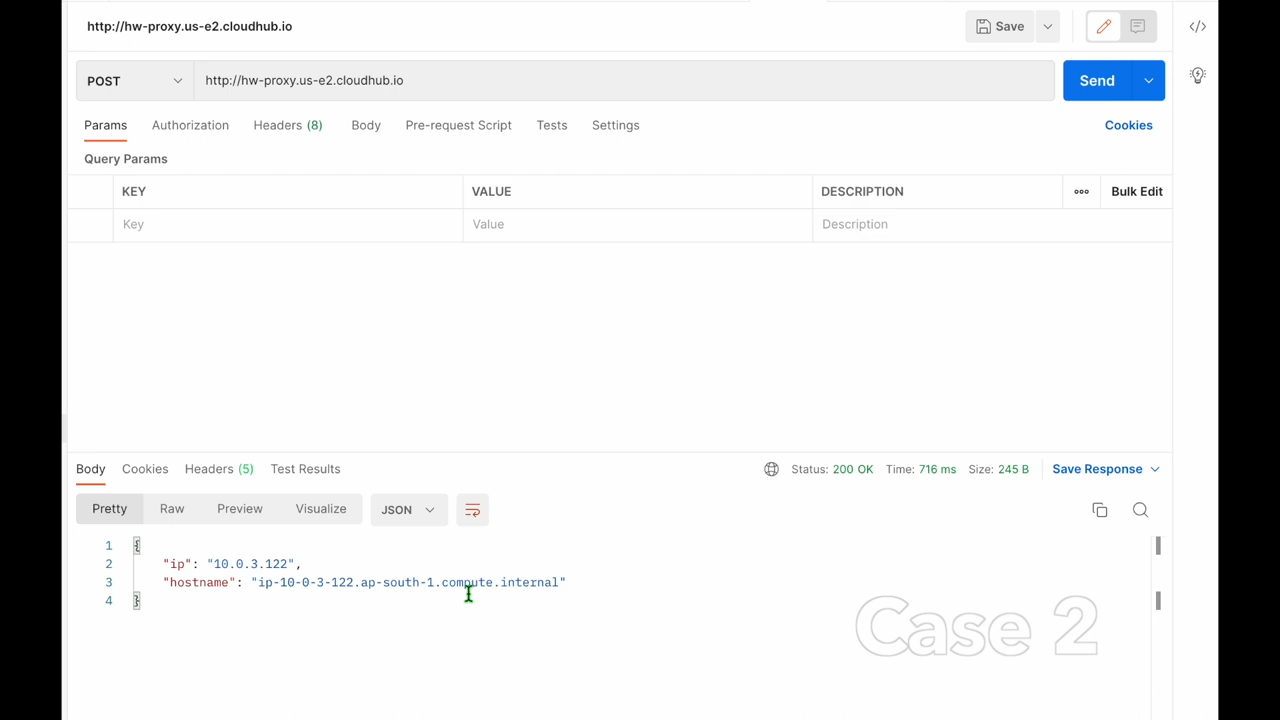 http://hw-proxy.us-e2.cloudhub.io
Save
POST
http://hw-proxy.us-e2.cloudhub.io
Send
Params Authorization Headers (8) Body Pre-request Script Tests Settings Cookies
Query Params
KEY VALUE DESCRIPTION ooo Bulk Edit
Key Value Description
Body Cookies Headers (5) Test Results Status: 200 OK Time: 716 ms Size: 245 B Save Response
Pretty Raw Preview Visualize JSON
1 {
2 "ip": "10.0.3.122",
3 "hostname": "ip-10-0-3-122.ap-south-1.compute.internal"
4 }
Case 2